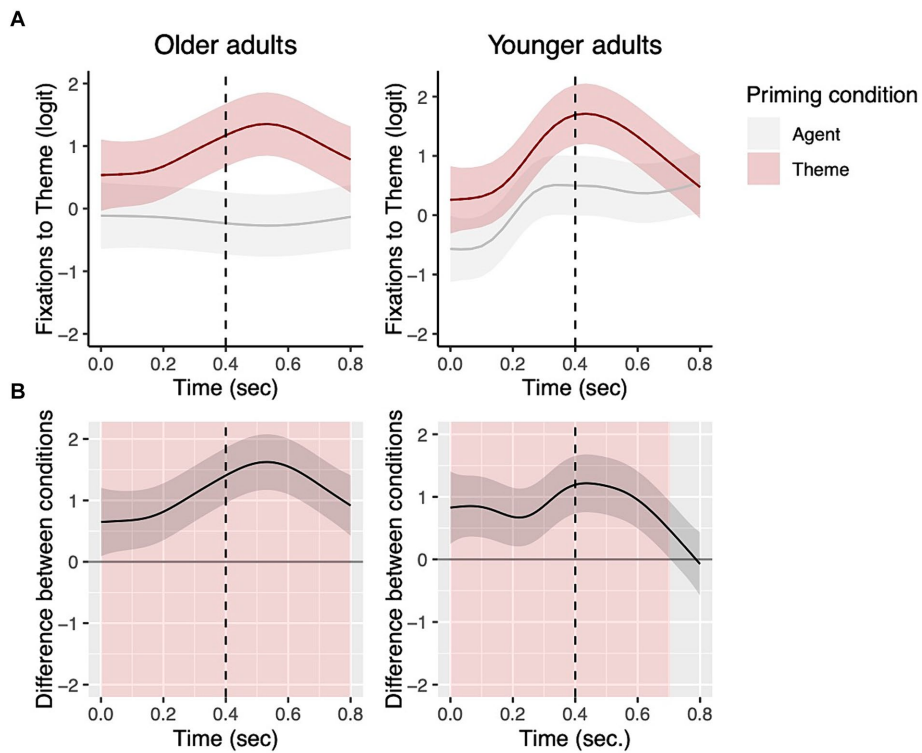 A
Older adults
Younger adults
Fixations to Theme (logit)
2
1
0
−1
−2
0.0 0.2 0.4 0.6 0.8
Time (sec)
Fixations to Theme (logit)
2
1
0
−1
−2
0.0 0.2 0.4 0.6 0.8
Time (sec)
Priming condition
Agent
Theme
B
Difference between conditions
2
1
0
−1
−2
0.0 0.2 0.4 0.6 0.8
Time (sec)
Difference between conditions
2
1
0
−1
−2
0.0 0.2 0.4 0.6 0.8
Time (sec.)